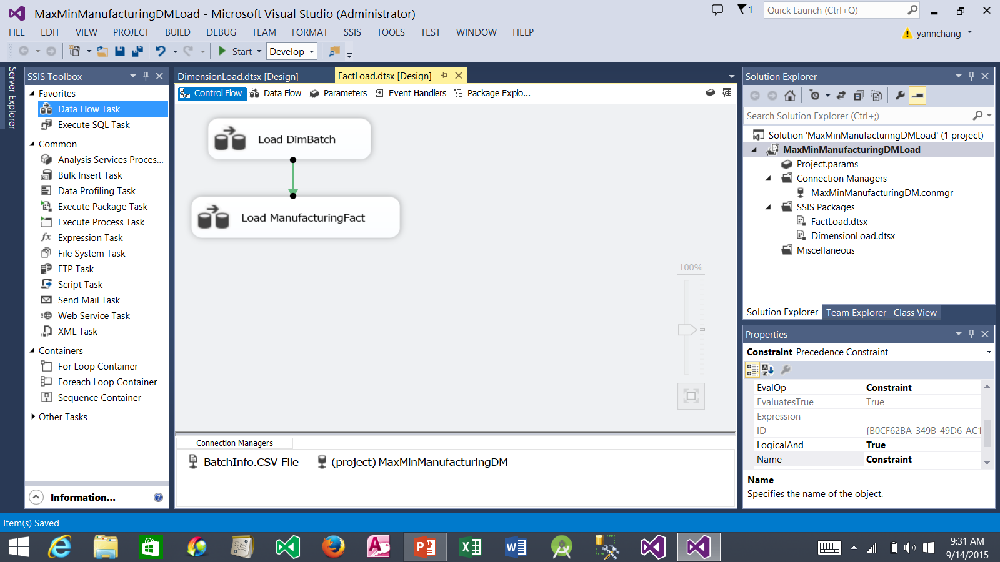 MaxMinManufacturingDMLoad - Microsoft Visual Studio (Administrator)
1
Quick Launch (Ctrl+Q)
FILE EDIT VIEW PROJECT BUILD DEBUG TEAM FORMAT SSIS TOOLS TEST WINDOW HELP
yannchang
Start
Develop
Server Explorer
SSIS Toolbox
Favorites
Data Flow Task
Execute SQL Task
Common
Analysis Services Proces...
Bulk Insert Task
Data Profiling Task
Execute Package Task
Execute Process Task
Expression Task
File System Task
FTP Task
Script Task
Send Mail Task
Web Service Task
XML Task
Containers
For Loop Container
Foreach Loop Container
Sequence Container
Other Tasks
Information...
DimensionLoad.dtsx [Design]
FactLoad.dtsx [Design]
Control Flow Data Flow Parameters Event Handlers Package Explo...
Load DimBatch
Load ManufacturingFact
100%
Connection Managers
BatchInfo.CSV File
(project) MaxMinManufacturingDM
Solution Explorer
Search Solution Explorer (Ctrl+;)
Solution 'MaxMinManufacturingDMLoad' (1 project)
MaxMinManufacturingDMLoad
Project.params
Connection Managers
MaxMinManufacturingDM.conmgr
SSIS Packages
FactLoad.dtsx
DimensionLoad.dtsx
Miscellaneous
Solution Explorer Team Explorer Class View
Properties
Constraint Precedence Constraint
EvalOp Constraint
EvaluatesTrue True
Expression
ID {B0CF62BA-349B-49D6-AC1
LogicalAnd True
Name Constraint
Name
Specifies the name of the object.
Item(s) Saved
9:31 AM
9/14/2015